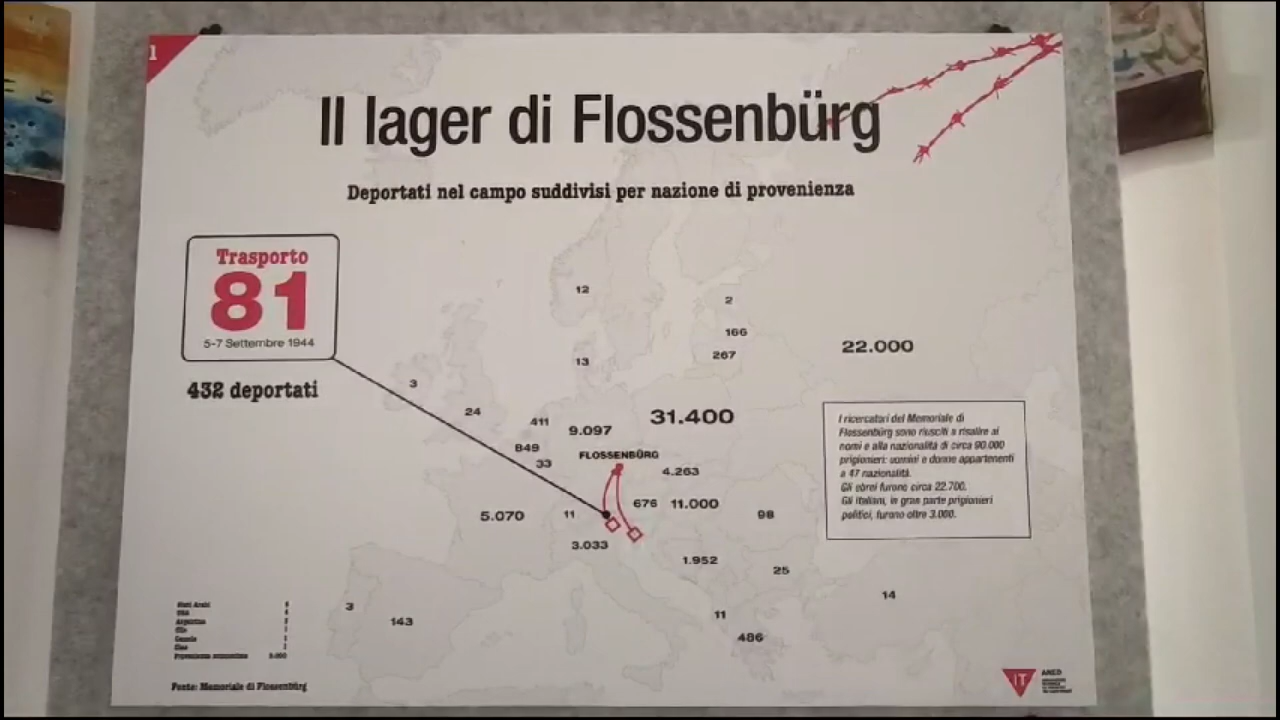 1
Il lager di Flossenbürg
Deportati nel campo suddivisi per nazione di provenienza
Trasporto
81
5-7 Settembre 1944
432 deportati
12
2
166
267
22.000
13
3
24
411
9.097
31.400
849
33
FLOSSENBÜRG
4.263
676
11.000
98
5.070
11
3.033
1.952
25
14
3
143
11
486
I ricercatori del Memoriale di
Flossenbürg sono riusciti a risalire ai
nomi e alla nazionalità di circa 90.000
prigionieri: uomini e donne appartenenti
a 47 nazionalità.
Gli ebrei furono circa 22.700.
Gli italiani, in gran parte prigionieri
politici, furono oltre 3.000.
Stati Arabi
USA
Argentina
Fonte: Memoriale di Flossenbürg
IT
ANED